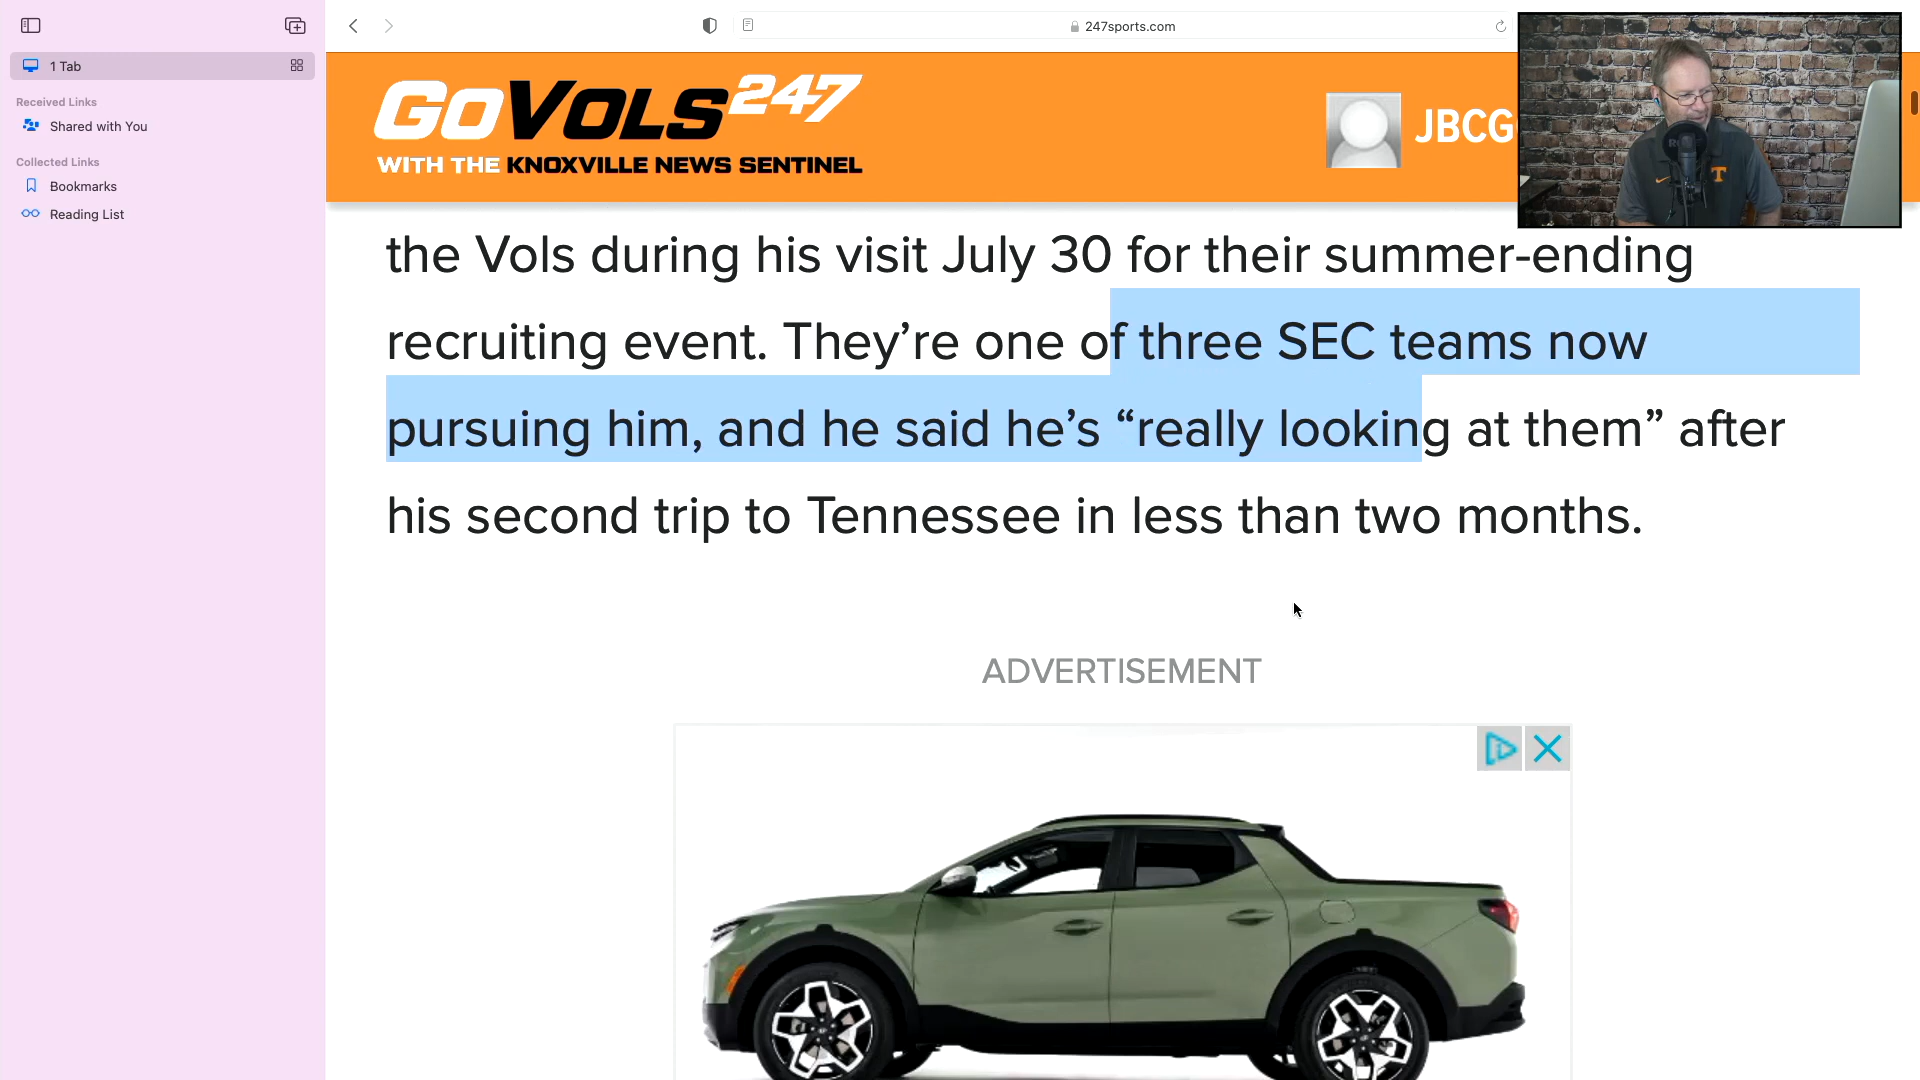 1 Tab
Received Links
Shared with You
Collected Links
Bookmarks
Reading List
247sports.com
GoVols247
WITH THE KNOXVILLE NEWS SENTINEL
JBCG
T
the Vols during his visit July 30 for their summer-ending
recruiting event. They’re one of three SEC teams now
pursuing him, and he said he’s “really looking at them” after
his second trip to Tennessee in less than two months.
ADVERTISEMENT